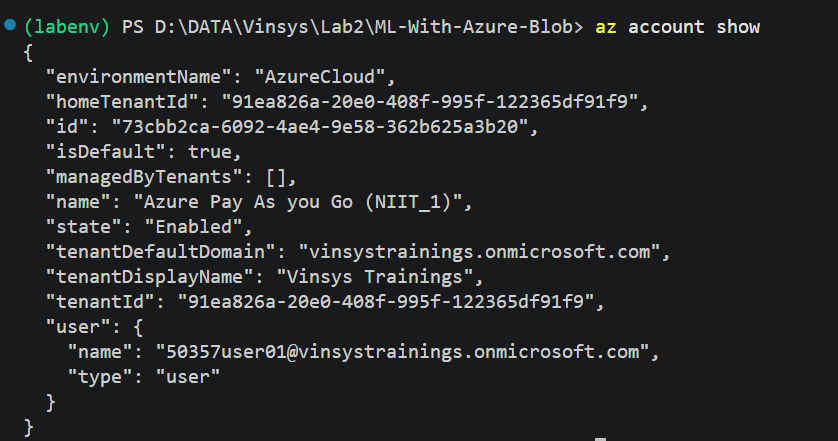 (labenv) PS D:\DATA\Vinsys\Lab2\ML-With-Azure-Blob> az account show
{
  "environmentName": "AzureCloud",
  "homeTenantId": "91ea826a-20e0-408f-995f-122365df91f9",
  "id": "73cbb2ca-6092-4ae4-9e58-362b625a3b20",
  "isDefault": true,
  "managedByTenants": [],
  "name": "Azure Pay As you Go (NIIT_1)",
  "state": "Enabled",
  "tenantDefaultDomain": "vinsystrainings.onmicrosoft.com",
  "tenantDisplayName": "Vinsys Trainings",
  "tenantId": "91ea826a-20e0-408f-995f-122365df91f9",
  "user": {
    "name": "50357user01@vinsystrainings.onmicrosoft.com",
    "type": "user"
  }
}